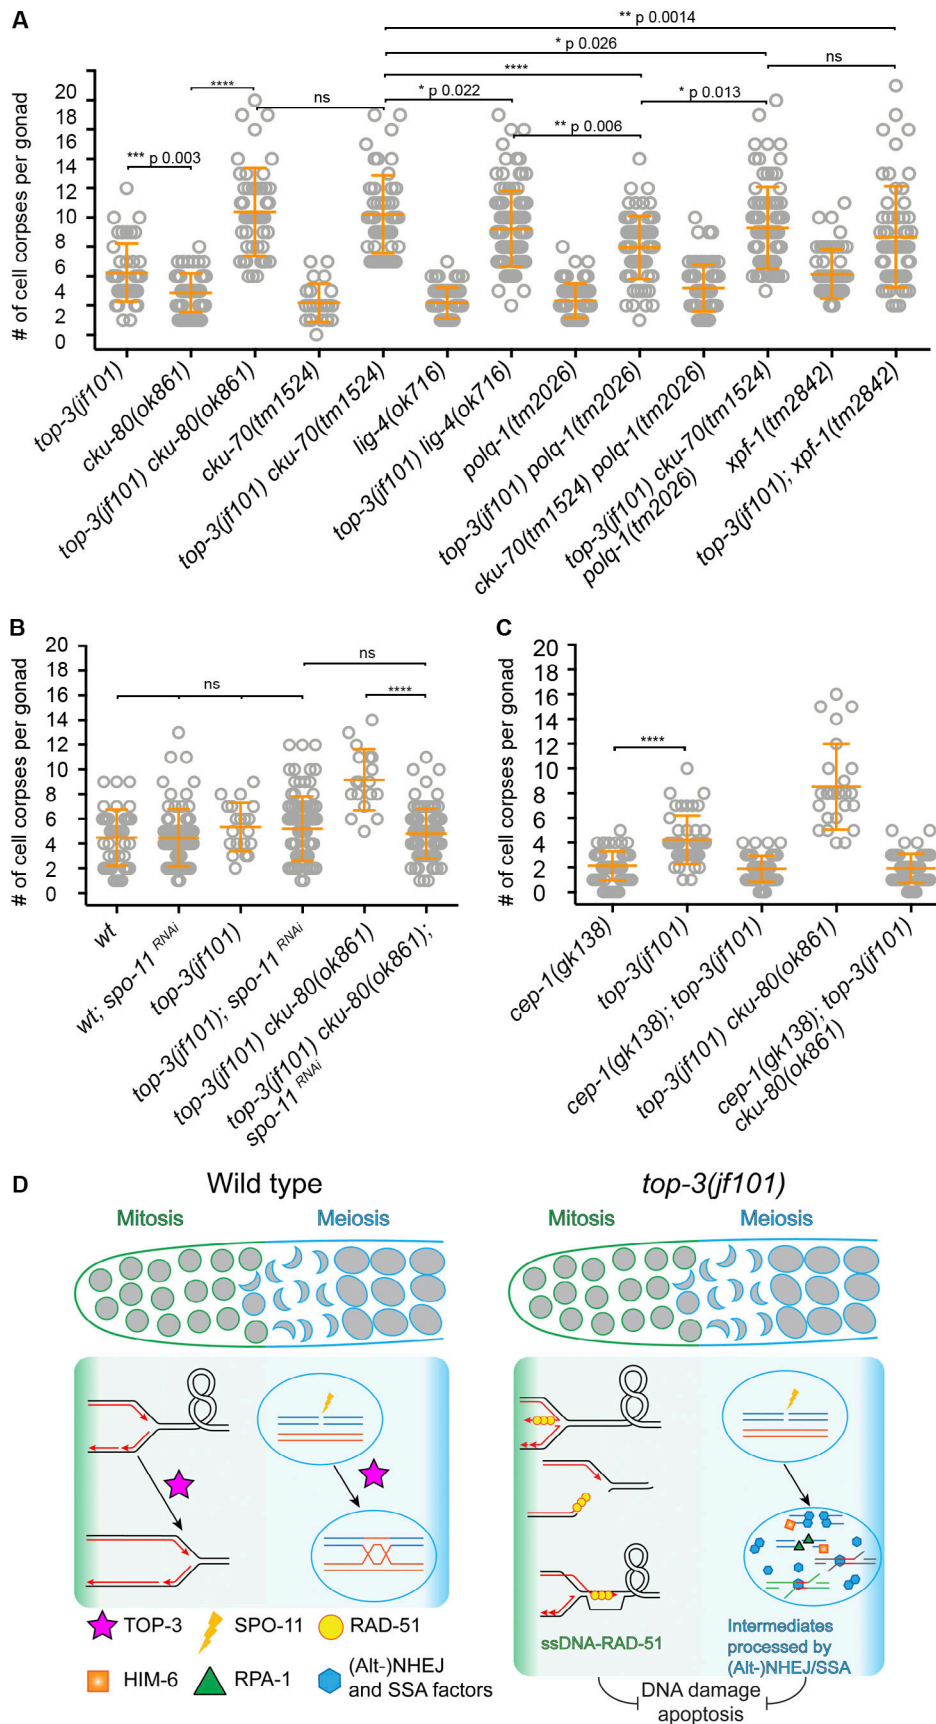 A
** p 0.0014
* p 0.026
ns
****
****
* p 0.022
* p 0.013
ns
** p 0.006
*** p 0.003
# of cell corpses per gonad
20
18
16
14
12
10
8
6
4
2
0
top-3(jf101)
cku-80(ok861)
top-3(jf101) cku-80(ok861)
cku-70(tm1524)
top-3(jf101) cku-70(tm1524)
lig-4(ok716)
top-3(jf101) lig-4(ok716)
polq-1(tm2026)
top-3(jf101) polq-1(tm2026)
cku-70(tm1524) polq-1(tm2026)
top-3(jf101) cku-70(tm1524)
polq-1(tm2026)
xpf-1(tm2842)
top-3(jf101); xpf-1(tm2842)
B
# of cell corpses per gonad
20
18
16
14
12
10
8
6
4
2
0
ns
ns
****
wt
wt; spo-11 RNAi
top-3(jf101)
top-3(jf101); spo-11 RNAi
top-3(jf101) cku-80(ok861)
top-3(jf101) cku-80(ok861);
spo-11 RNAi
C
# of cell corpses per gonad
20
18
16
14
12
10
8
6
4
2
0
****
cep-1(gk138)
top-3(jf101)
cep-1(gk138); top-3(jf101)
top-3(jf101) cku-80(ok861)
cep-1(gk138); top-3(jf101)
cku-80(ok861)
D
Wild type
Mitosis
Meiosis
top-3(jf101)
Mitosis
Meiosis
TOP-3
SPO-11
RAD-51
HIM-6
RPA-1
(Alt-)NHEJ
and SSA factors
ssDNA-RAD-51
Intermediates
processed by
(Alt-)NHEJ/SSA
DNA damage
apoptosis